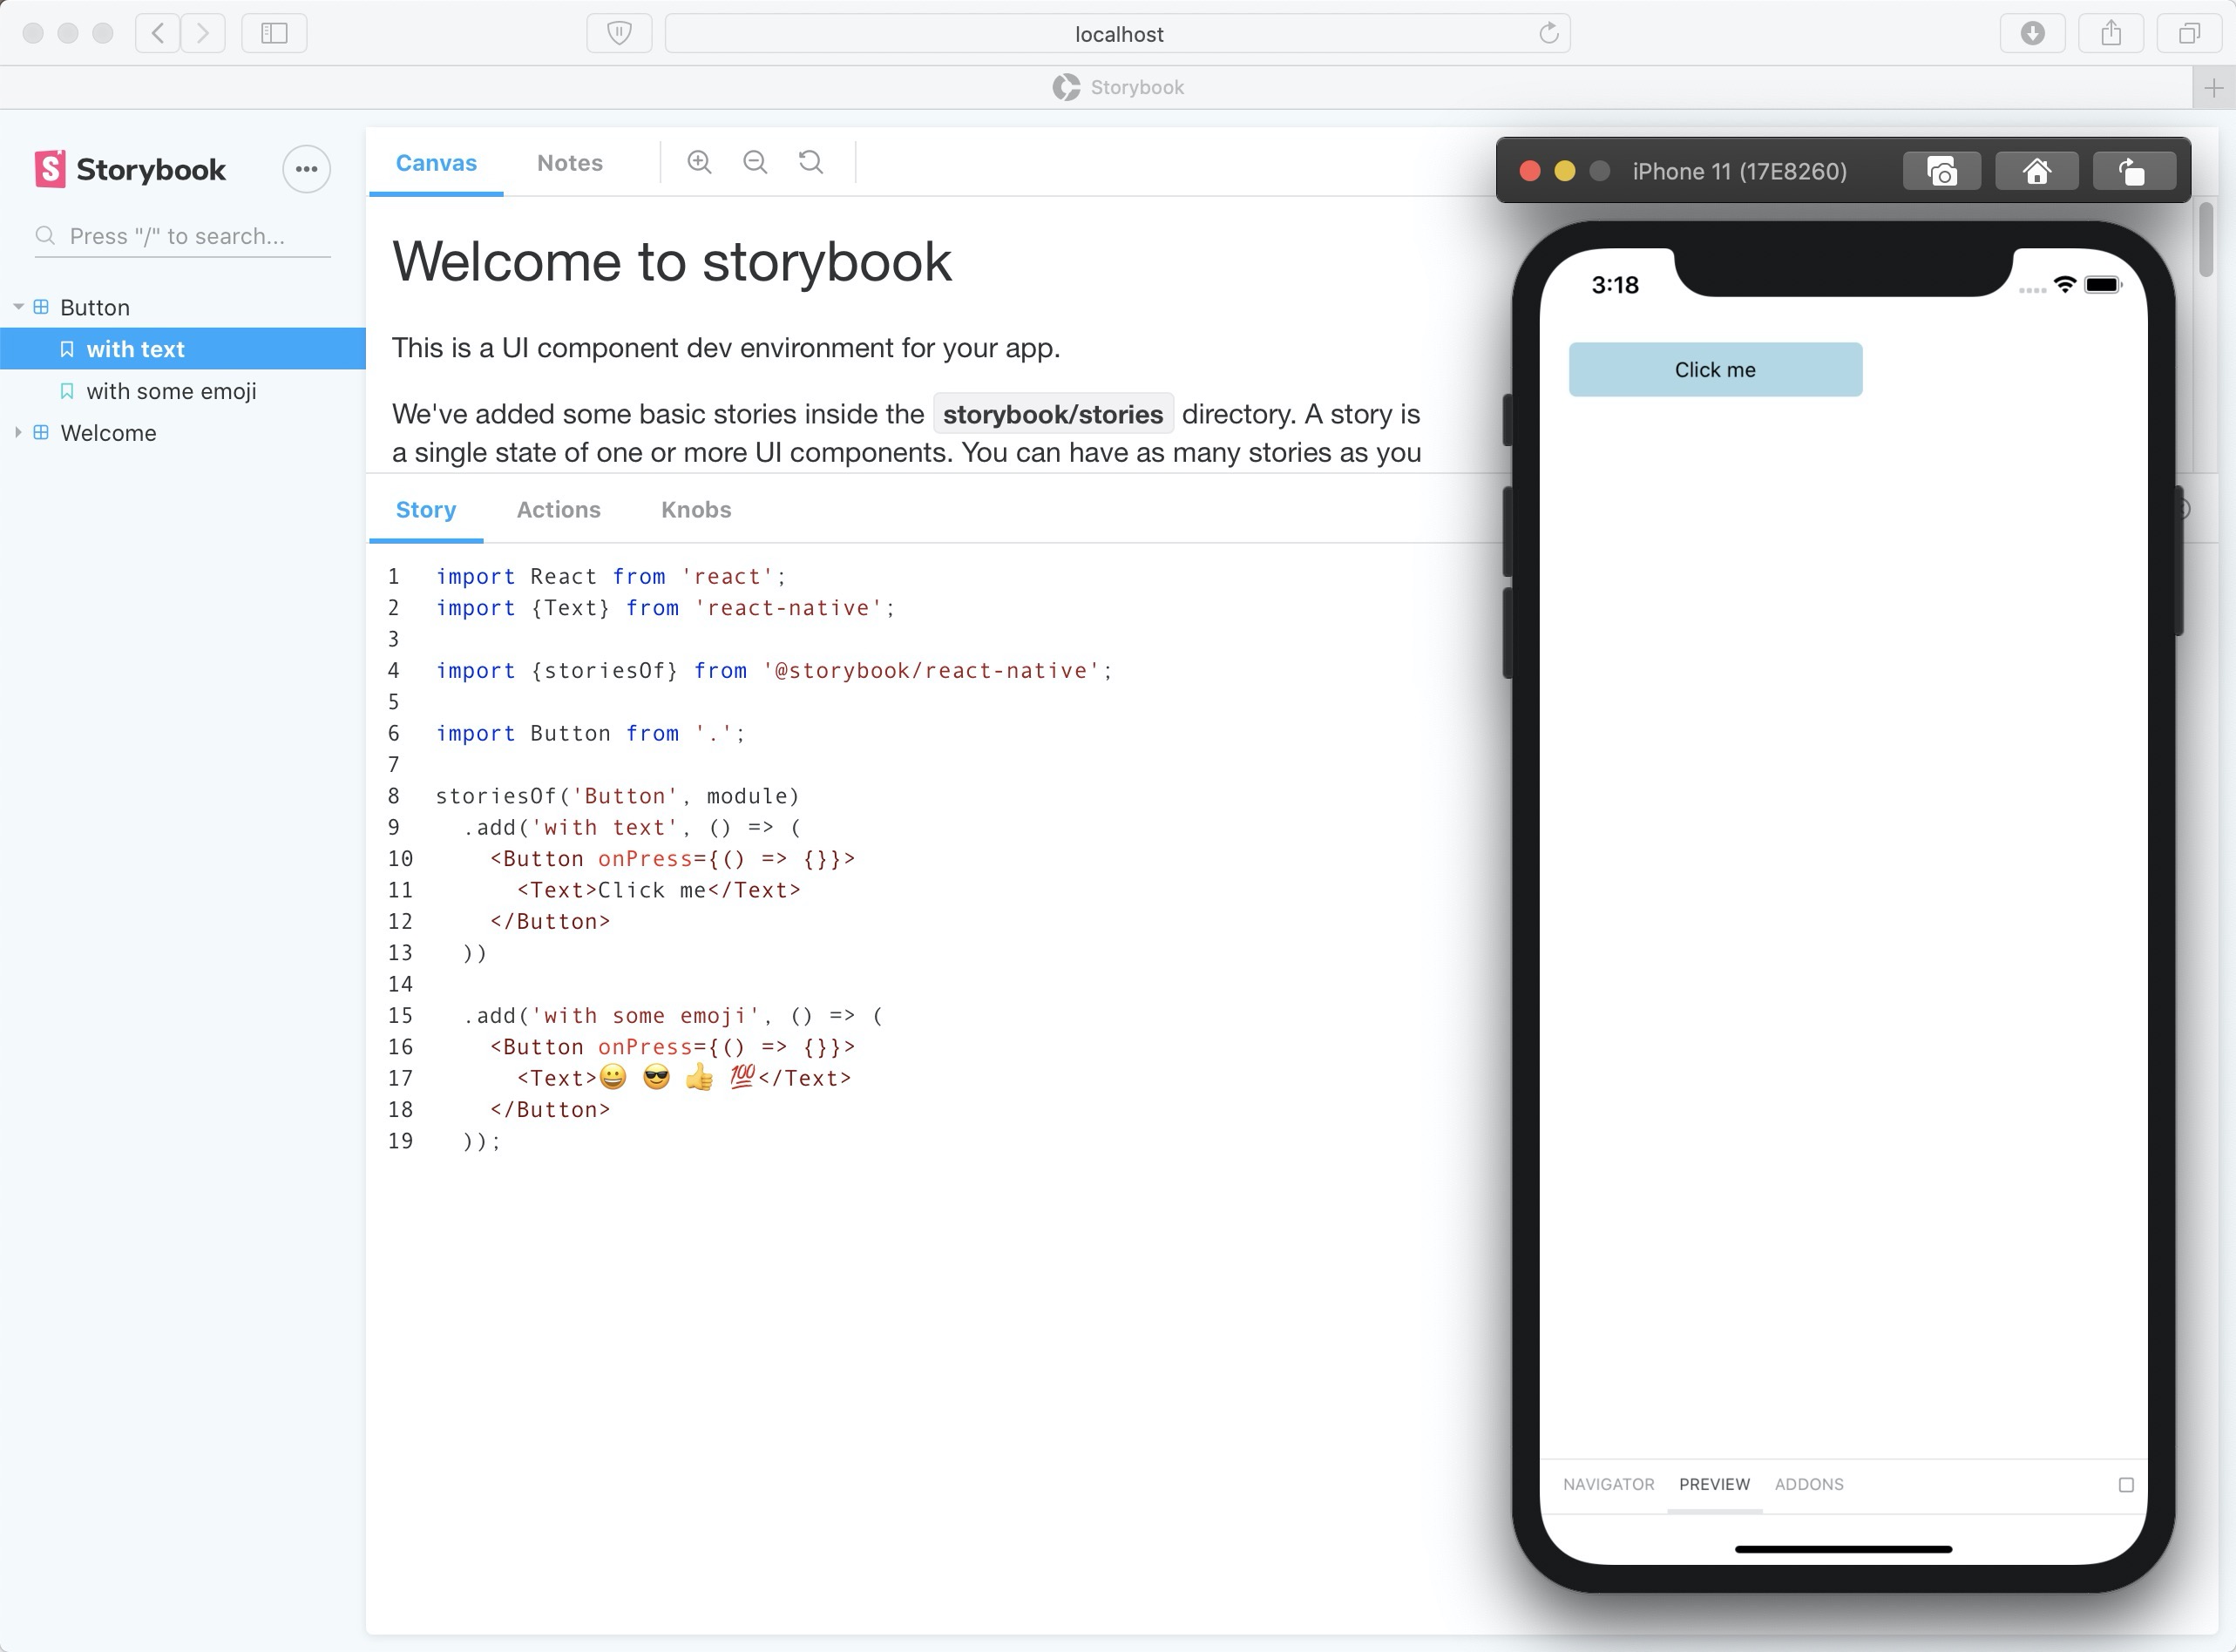 localhost
Storybook
Storybook
Press "/" to search...
Button
with text
with some emoji
Welcome
Canvas
Notes
Welcome to storybook
This is a UI component dev environment for your app.
We've added some basic stories inside the storybook/stories directory. A story is
a single state of one or more UI components. You can have as many stories as you
Story
Actions
Knobs
1 import React from 'react';
2 import {Text} from 'react-native';
3
4 import {storiesOf} from '@storybook/react-native';
5
6 import Button from '.';
7
8 storiesOf('Button', module)
9   .add('with text', () => (
10     <Button onPress={() => {}}>
11       <Text>Click me</Text>
12     </Button>
13   ))
14
15   .add('with some emoji', () => (
16     <Button onPress={() => {}}>
17       <Text>😀 😎 👍 💯</Text>
18     </Button>
19   ));
iPhone 11 (17E8260)
3:18
Click me
NAVIGATOR
PREVIEW
ADDONS